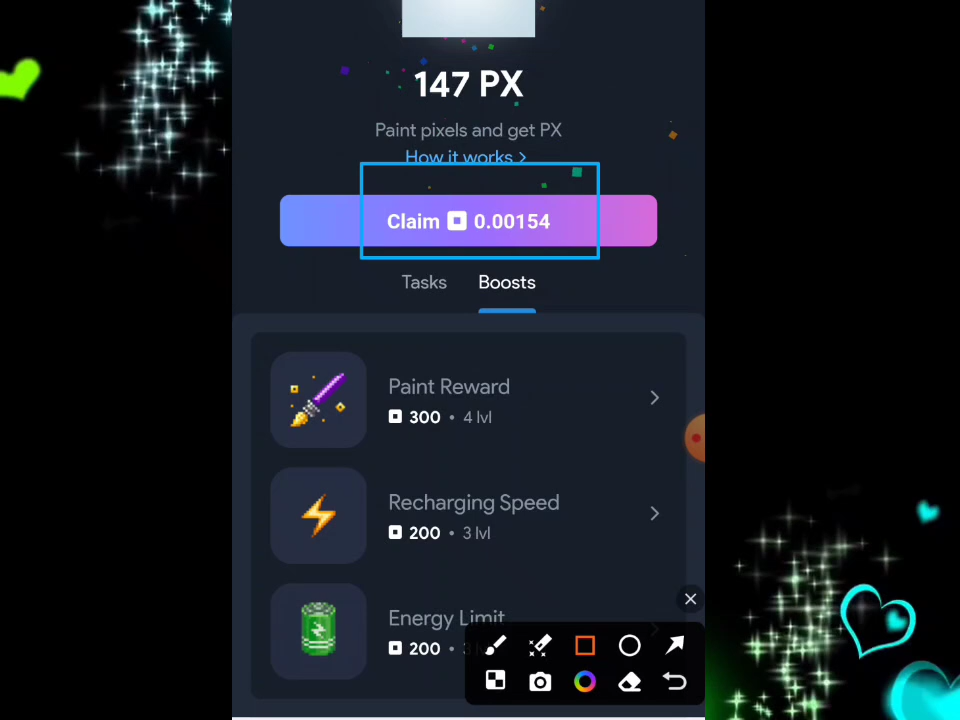 147 PX
Paint pixels and get PX
How it works >
Claim 0.00154
Tasks Boosts
Paint Reward
300 • 4 lvl
Recharging Speed
200 • 3 lvl
Energy Limit
200 •